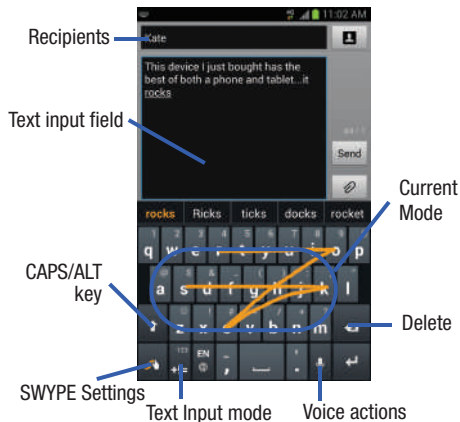 11:02 AM
Recipients
Kate
This device I just bought has the
best of both a phone and tablet...it
rocks
Text input field
Send
Current
Mode
rocks Ricks ticks docks rocket
q w e r t y u i o p
CAPS/ALT
key
a s d f g h j k l
z x c v b n m
Delete
EN
SWYPE Settings
Text Input mode
Voice actions